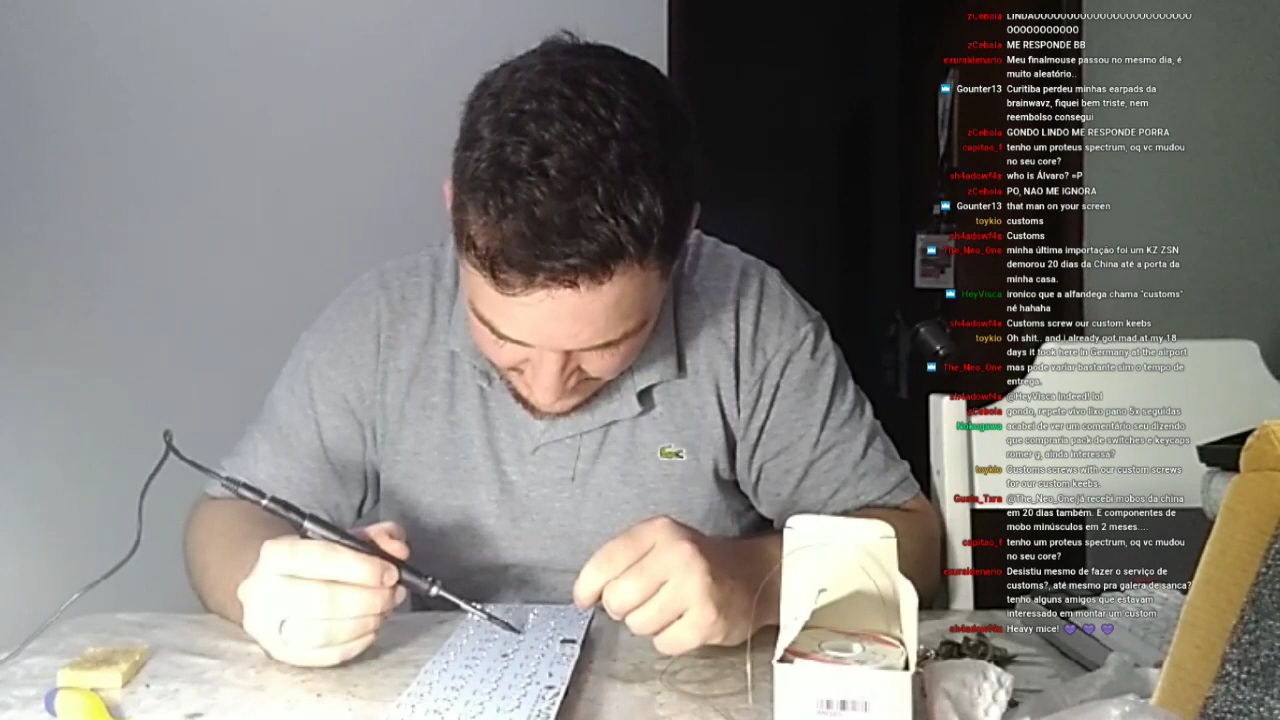 zCebola LINDAOOOOOOOOOOOOOOOOOOOOOOOO
OOOOOOOOOOO
zCebola ME RESPONDE BB
exuraldenario Meu finalmouse passou no mesmo dia, é
muito aleatório..
Gounter13 Curitiba perdeu minhas earpads da
brainwavz, fiquei bem triste, nem
reembolso consegui
zCebola GONDO LINDO ME RESPONDE PORRA
capitao_f tenho um proteus spectrum, oq vc mudou
no seu core?
sh4adowf4x who is Álvaro? =P
zCebola PO, NAO ME IGNORA
Gounter13 that man on your screen
toykio customs
sh4adowf4x Customs
The_Neo_One minha última importação foi um KZ ZSN
demorou 20 dias da China até a porta da
minha casa.
HeyVisca ironico que a alfandega chama "customs"
né hahaha
sh4adowf4x Customs screw our custom keebs
toykio Oh shit.. and i already got mad at my 18
days it took here in Germany at the airport
The_Neo_One mas pode variar bastante sim o tempo de
entrega.
sh4adowf4x @HeyVisca indeed! lol
zCebola gondo, repete vivo lixo pano 5x seguidas
acabei de ver um comentário seu dizendo
que compraria pack de switches e keycaps
romer g, ainda interessa?
toykio Customs screws with our custom screws
for our custom keebs.
@The_Neo_One já recebi mobos da china
em 20 dias também. E componentes de
mobo minúsculos em 2 meses....
capitao_f tenho um proteus spectrum, oq vc mudou
no seu core?
exuraldenario Desistiu mesmo de fazer o serviço de
customs?, até mesmo pra galera de sanca?
tenho alguns amigos que estavam
interessado em montar um custom
sh4adowf4x Heavy mice! 💜 💜 💜